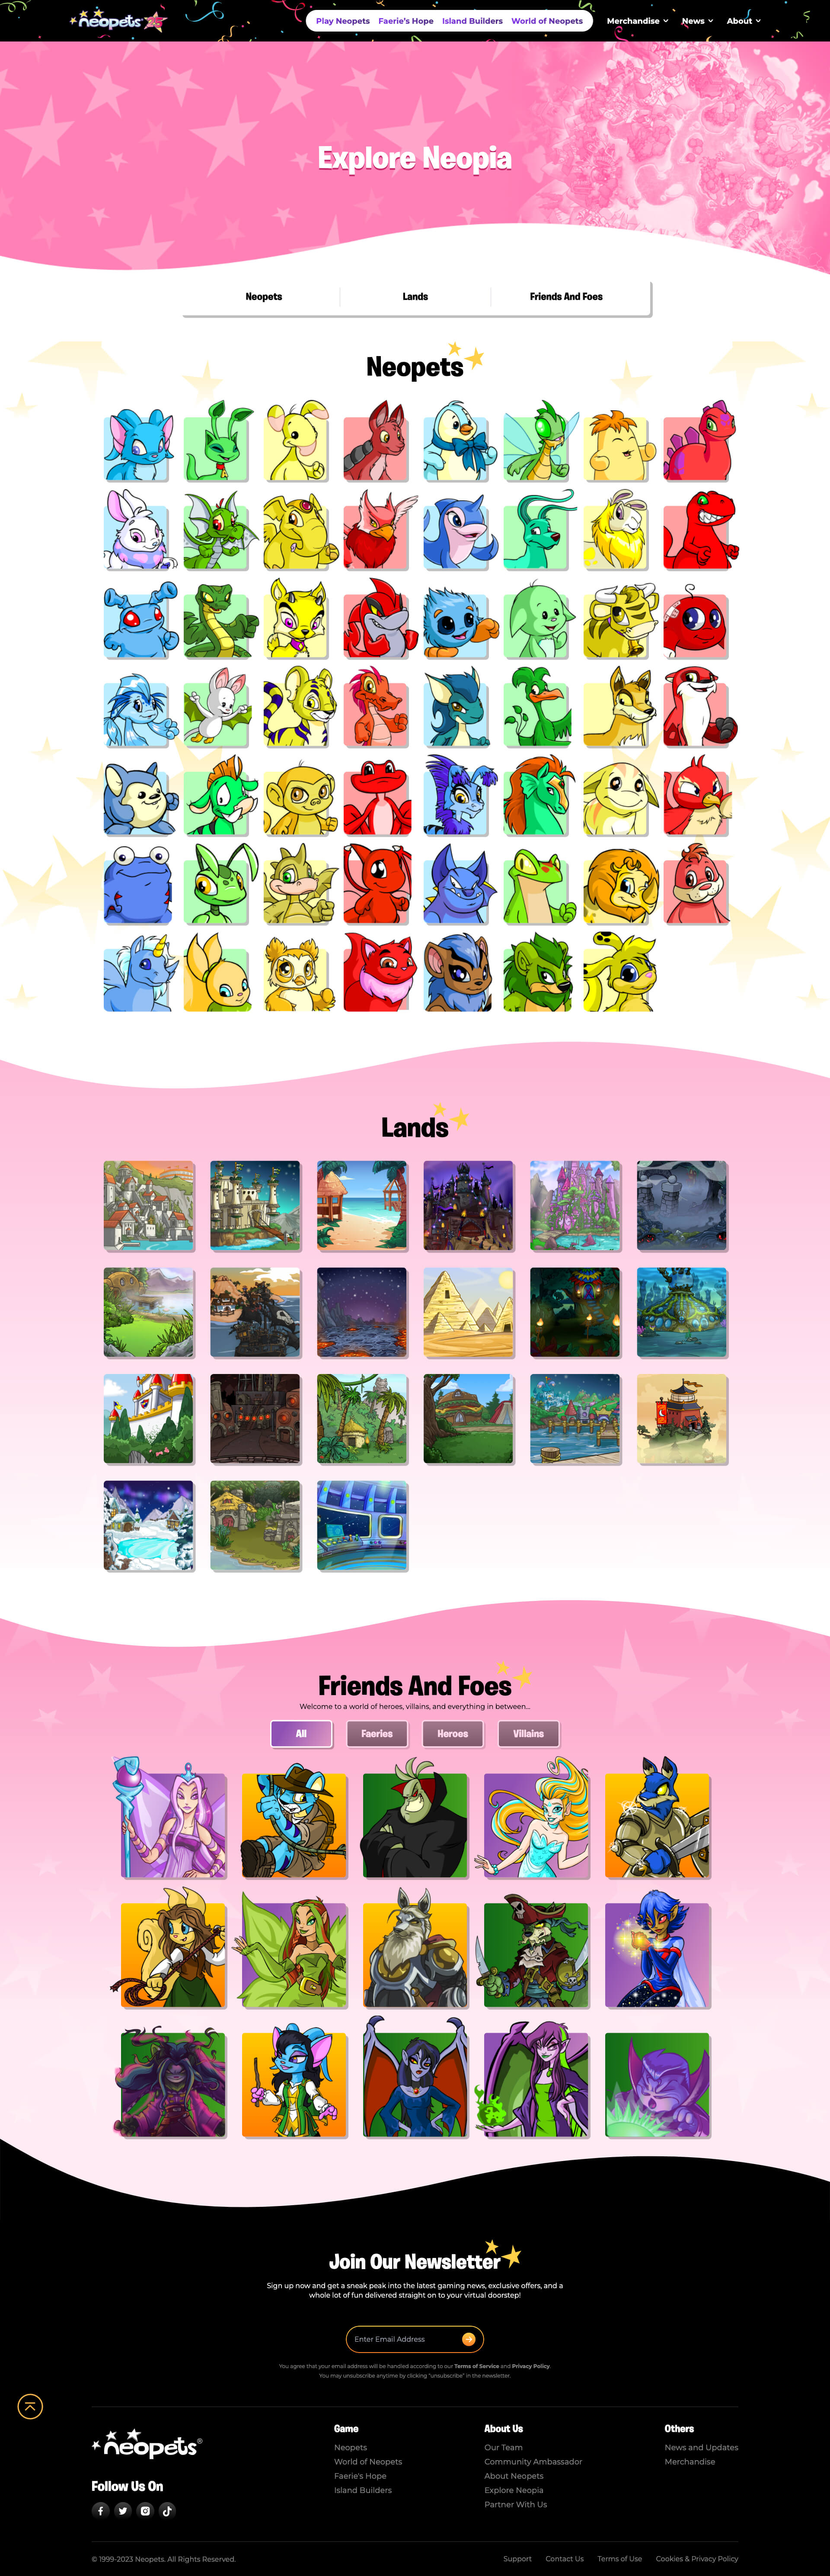 neopets
Play Neopets Faerie's Hope Island Builders World of Neopets Merchandise News About
Explore Neopia
Neopets Lands Friends And Foes
Neopets
Lands
Friends And Foes
Welcome to a world of heroes, villains, and everything in between...
All Faeries Heroes Villains
Join Our Newsletter
Sign up now and get a sneak peak into the latest gaming news, exclusive offers, and a
whole lot of fun delivered straight on to your virtual doorstep!
Enter Email Address
You agree that your email address will be handled according to our Terms of Service and Privacy Policy.
You may unsubscribe anytime by clicking "unsubscribe" in the newsletter.
neopets®
Follow Us On
Game
Neopets
World of Neopets
Faerie's Hope
Island Builders
About Us
Our Team
Community Ambassador
About Neopets
Explore Neopia
Partner With Us
Others
News and Updates
Merchandise
© 1999-2023 Neopets. All Rights Reserved.
Support Contact Us Terms of Use Cookies & Privacy Policy